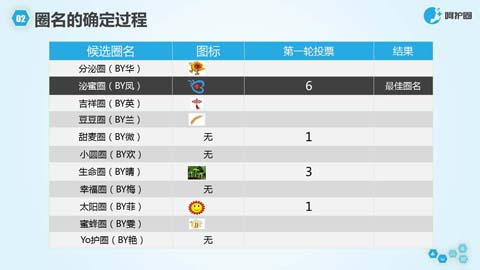 02 圈名的确定过程
呵护圈
候选圈名 图标 第一轮投票 结果
分泌圈（BY华）
泌蜜圈（BY凤） 6 最佳圈名
吉祥圈（BY英）
豆豆圈（BY兰）
甜麦圈（BY微） 无 1
小圆圈（BY欢） 无
生命圈（BY晴） 3
幸福圈（BY梅） 无
太阳圈（BY菲） 1
蜜蜂圈（BY雯）
Yo护圈（BY艳） 无